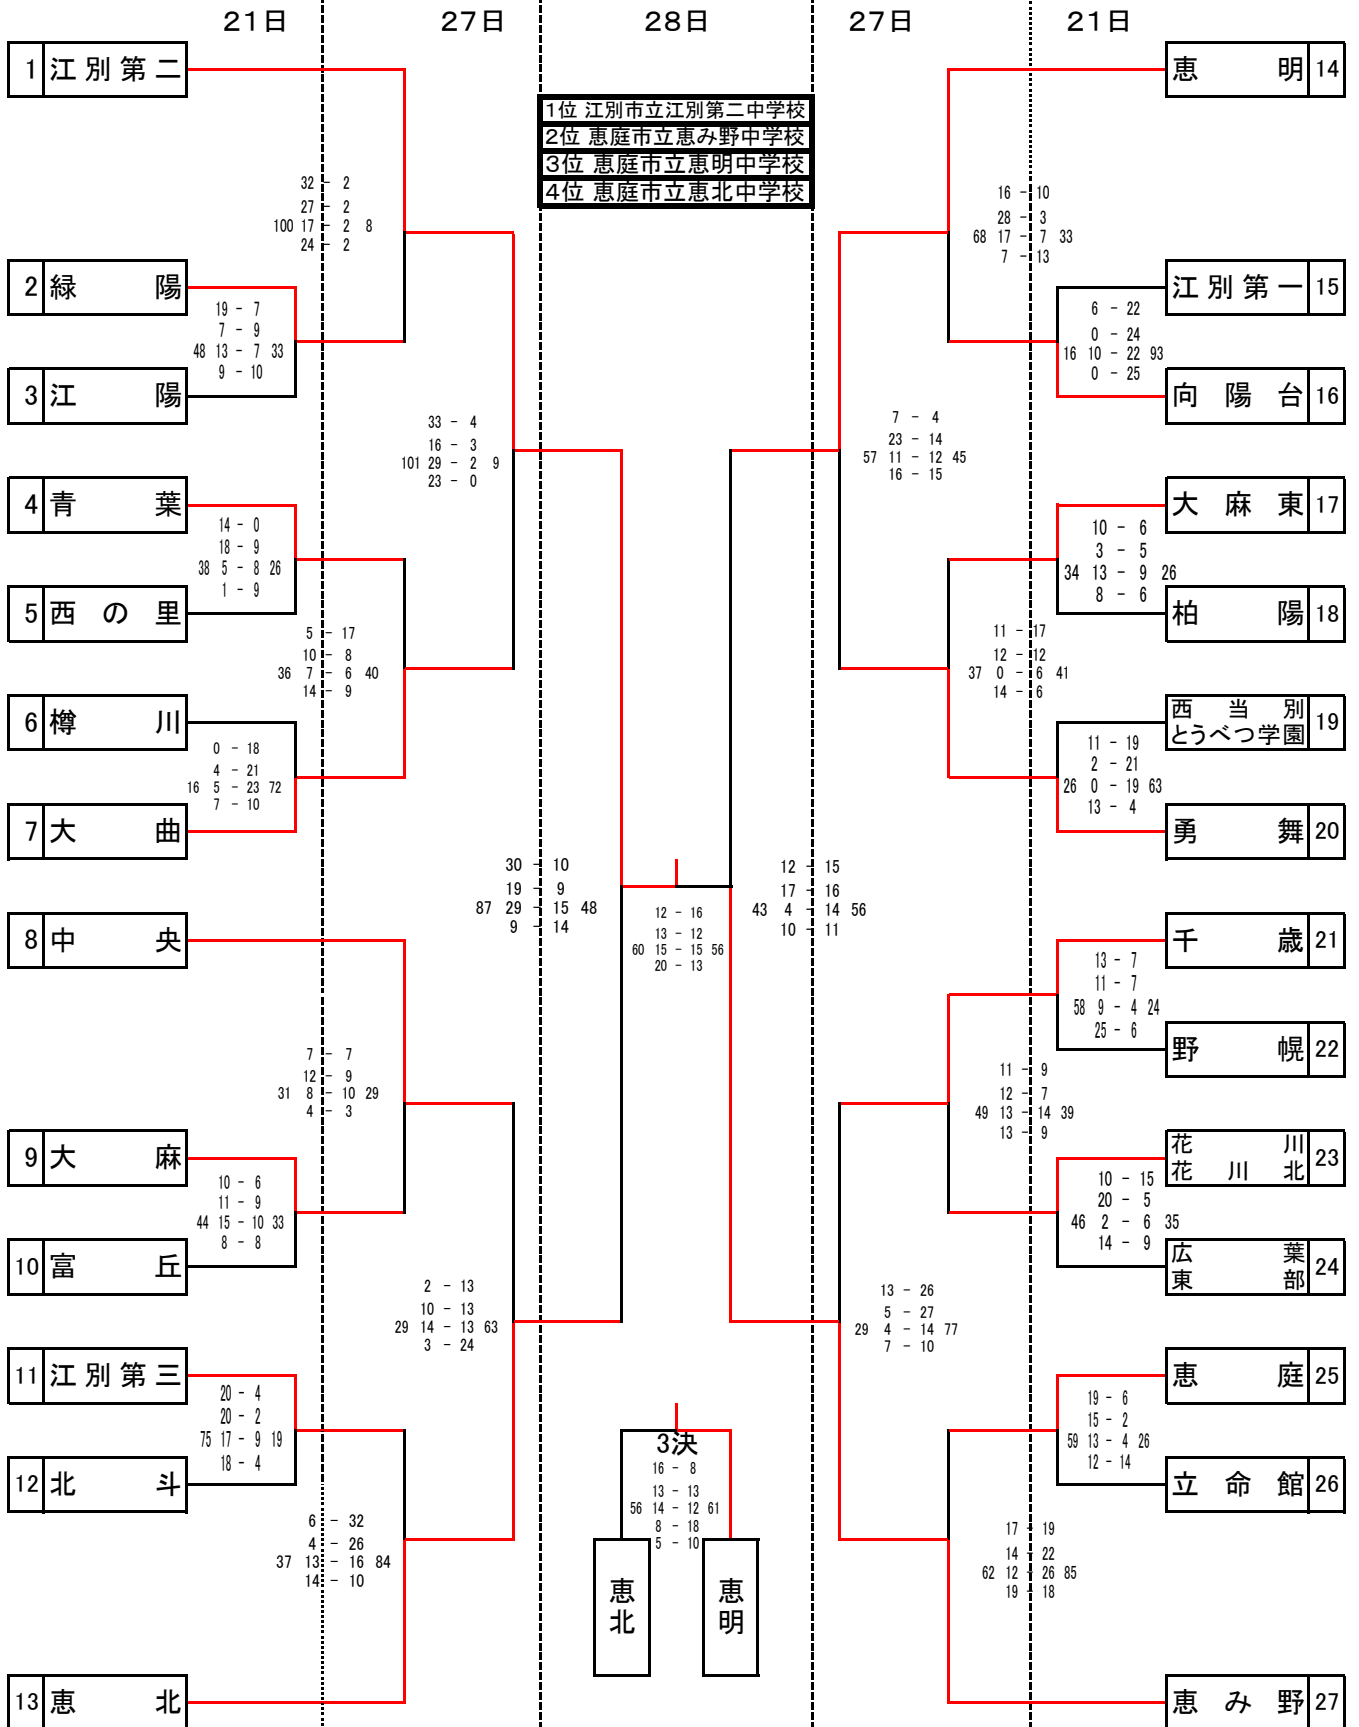 21日 27日 28日 27日 21日
1 江別第二
恵明 14
1位 江別市立江別第二中学校
2位 恵庭市立恵み野中学校
3位 恵庭市立恵明中学校
4位 恵庭市立恵北中学校
32 - 2
27 - 2
100 17 - 2 8
24 - 2
16 - 10
28 - 3
68 17 - 7 33
7 - 13
2 緑陽
19 - 7
7 - 9
48 13 - 7 33
9 - 10
3 江陽
江別第一 15
6 - 22
0 - 24
16 10 - 22 93
0 - 25
向陽台 16
33 - 4
16 - 3
101 29 - 2 9
23 - 0
7 - 4
23 - 14
57 11 - 12 45
16 - 15
4 青葉
14 - 0
18 - 9
38 5 - 8 26
1 - 9
5 西の里
大麻東 17
10 - 6
3 - 5
34 13 - 9 26
8 - 6
柏陽 18
5 - 17
10 - 8
36 7 - 6 40
14 - 9
11 - 17
12 - 12
37 0 - 6 41
14 - 6
6 樽川
0 - 18
4 - 21
16 5 - 23 72
7 - 10
7 大曲
西当別
とうべつ学園 19
11 - 19
2 - 21
26 0 - 19 63
13 - 4
勇舞 20
30 - 10
19 - 9
87 29 - 15 48
9 - 14
12 - 16
13 - 12
60 15 - 15 56
20 - 13
12 - 15
17 - 16
43 4 - 14 56
10 - 11
8 中央
千歳 21
13 - 7
11 - 7
58 9 - 4 24
25 - 6
野幌 22
7 - 7
12 - 9
31 8 - 10 29
4 - 3
11 - 9
12 - 7
49 13 - 14 39
13 - 9
9 大麻
10 - 6
11 - 9
44 15 - 10 33
8 - 8
10 富丘
花川
花川北 23
10 - 15
20 - 5
46 2 - 6 35
14 - 9
広葉
東部 24
2 - 13
10 - 13
29 14 - 13 63
3 - 24
13 - 26
5 - 27
29 4 - 14 77
7 - 10
11 江別第三
20 - 4
20 - 2
75 17 - 9 19
18 - 4
12 北斗
恵庭 25
19 - 6
15 - 2
59 13 - 4 26
12 - 14
立命館 26
3決
16 - 8
13 - 13
56 14 - 12 61
8 - 18
5 - 10
恵北
恵明
6 - 32
4 - 26
37 13 - 16 84
14 - 10
17 - 19
14 - 22
62 12 - 26 85
19 - 18
13 恵北
恵み野 27